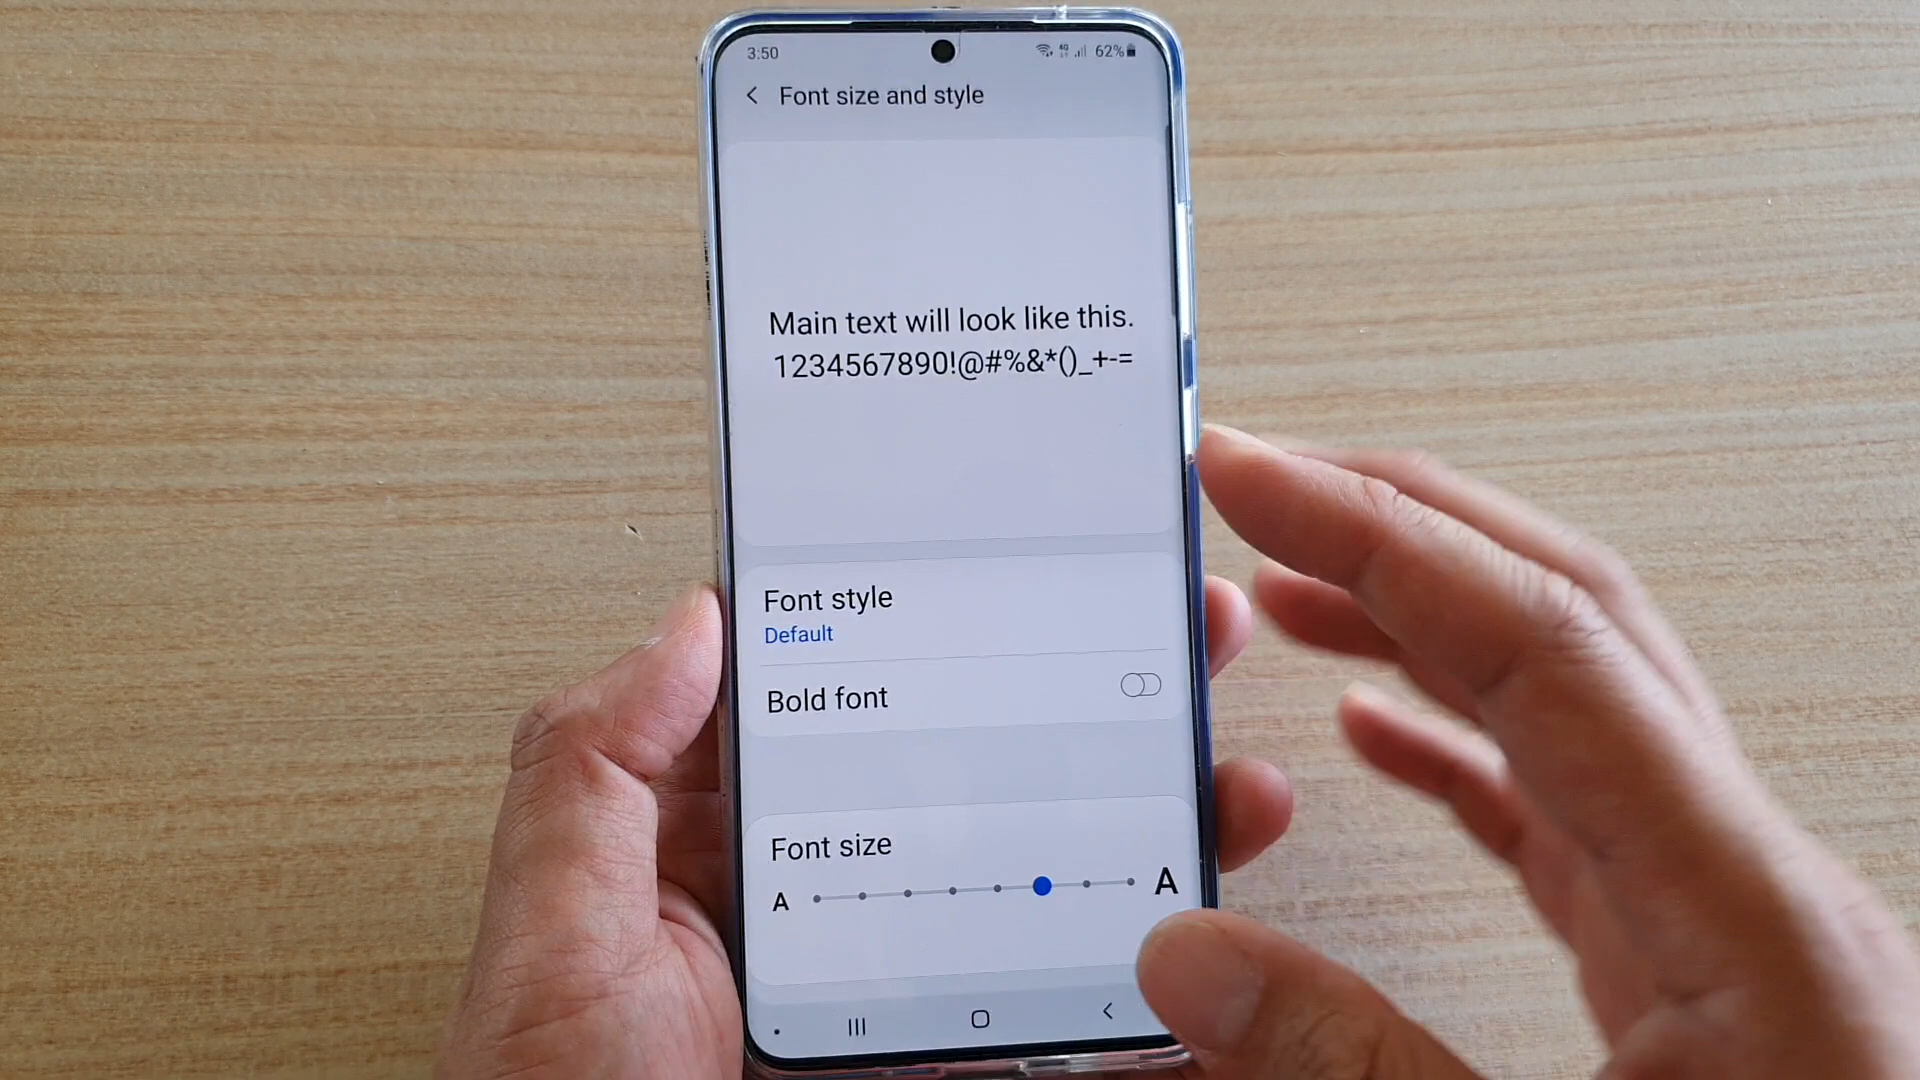 3:50
4G
62%
Font size and style
Main text will look like this.
1234567890!@#%&*()_+-=
Font style
Default
Bold font
Font size
A
A